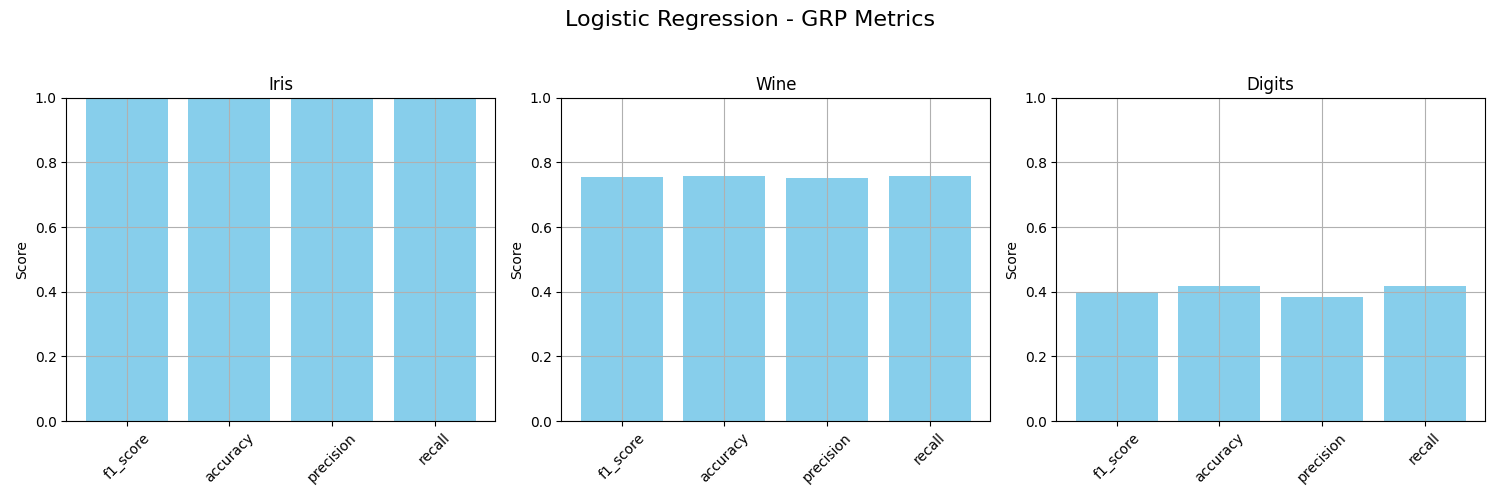 Logistic Regression - GRP Metrics
Iris
Score
1.0
0.8
0.6
0.4
0.2
0.0
f1_score
accuracy
precision
recall
Wine
Score
1.0
0.8
0.6
0.4
0.2
0.0
f1_score
accuracy
precision
recall
Digits
Score
1.0
0.8
0.6
0.4
0.2
0.0
f1_score
accuracy
precision
recall